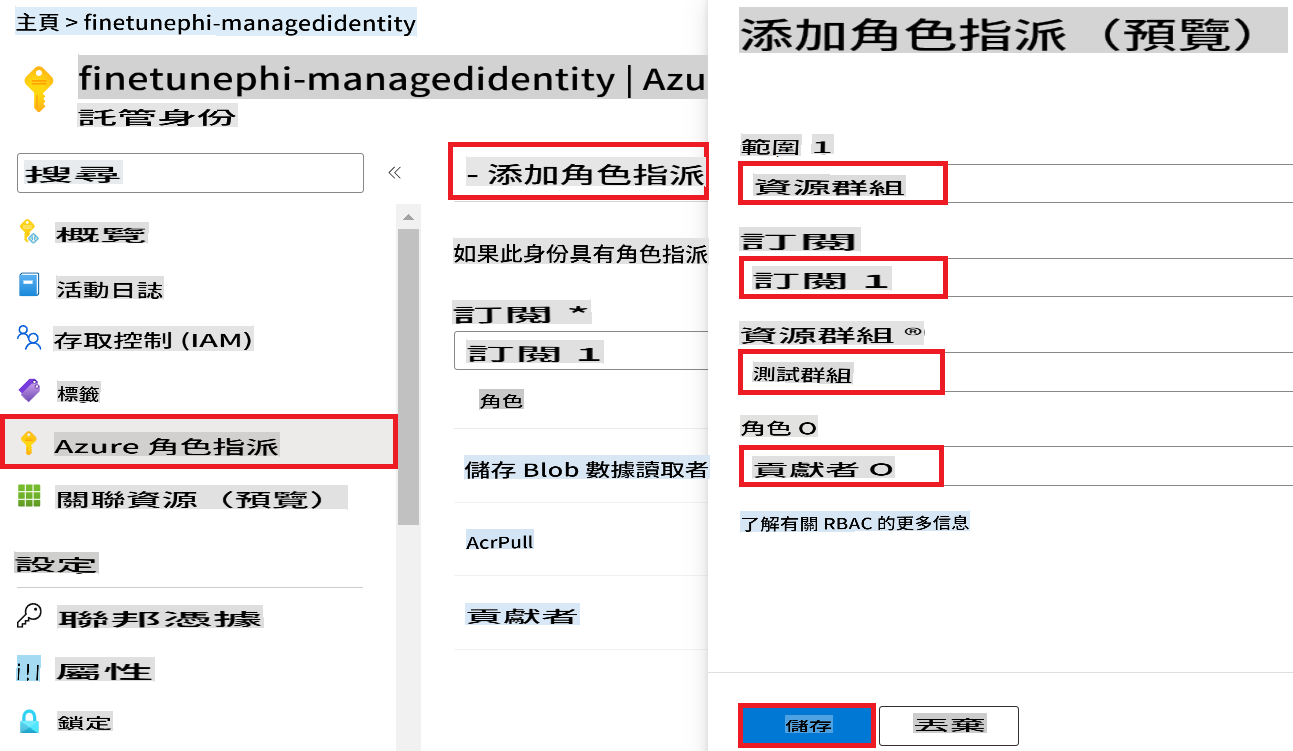 主頁 > finetunephi-managedidentity
finetunephi-managedidentity | Azu
託管身份
搜尋
概覽
活動日誌
存取控制 (IAM)
標籤
Azure 角色指派
關聯資源 (預覽)
設定
聯邦憑據
屬性
鎖定
- 添加角色指派
如果此身份具有角色指派
訂閱 *
訂閱 1
角色
儲存 Blob 數據讀取者
AcrPull
貢獻者
添加角色指派 (預覽)
範圍 1
資源群組
訂閱
訂閱 1
資源群組 ®
測試群組
角色 O
貢獻者 O
了解有關 RBAC 的更多信息
儲存
丟棄